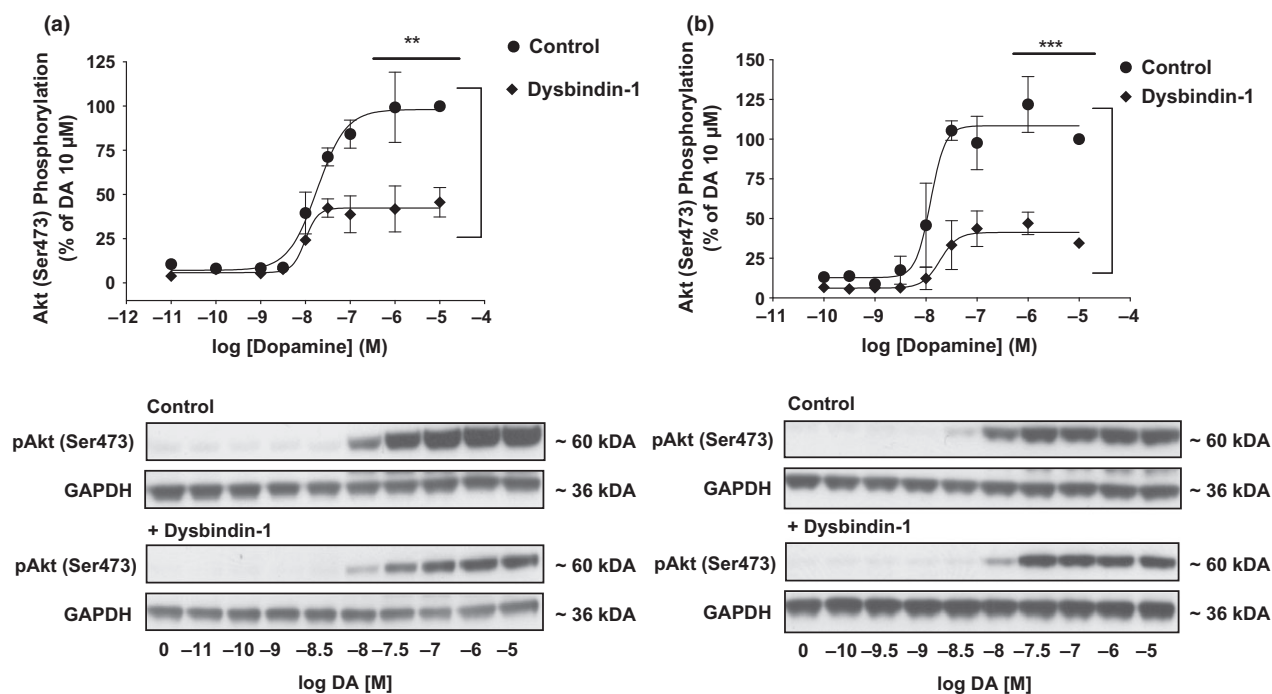 (a)
**
Control
Dysbindin-1
Akt (Ser473) Phosphorylation
(% of DA 10 µM)
125
100
75
50
25
0
–12 –11 –10 –9 –8 –7 –6 –5 –4
log [Dopamine] (M)
Control
pAkt (Ser473)
~ 60 kDA
GAPDH
~ 36 kDA
+ Dysbindin-1
pAkt (Ser473)
~ 60 kDA
GAPDH
~ 36 kDA
0 –11 –10 –9 –8.5 –8 –7.5 –7 –6 –5
log DA [M]
(b)
***
Control
Dysbindin-1
Akt (Ser473) Phosphorylation
(% of DA 10 µM)
150
125
100
75
50
25
0
–11 –10 –9 –8 –7 –6 –5 –4
log [Dopamine] (M)
Control
pAkt (Ser473)
~ 60 kDA
GAPDH
~ 36 kDA
+ Dysbindin-1
pAkt (Ser473)
~ 60 kDA
GAPDH
~ 36 kDA
0 –10 –9.5 –9 –8.5 –8 –7.5 –7 –6 –5
log DA [M]